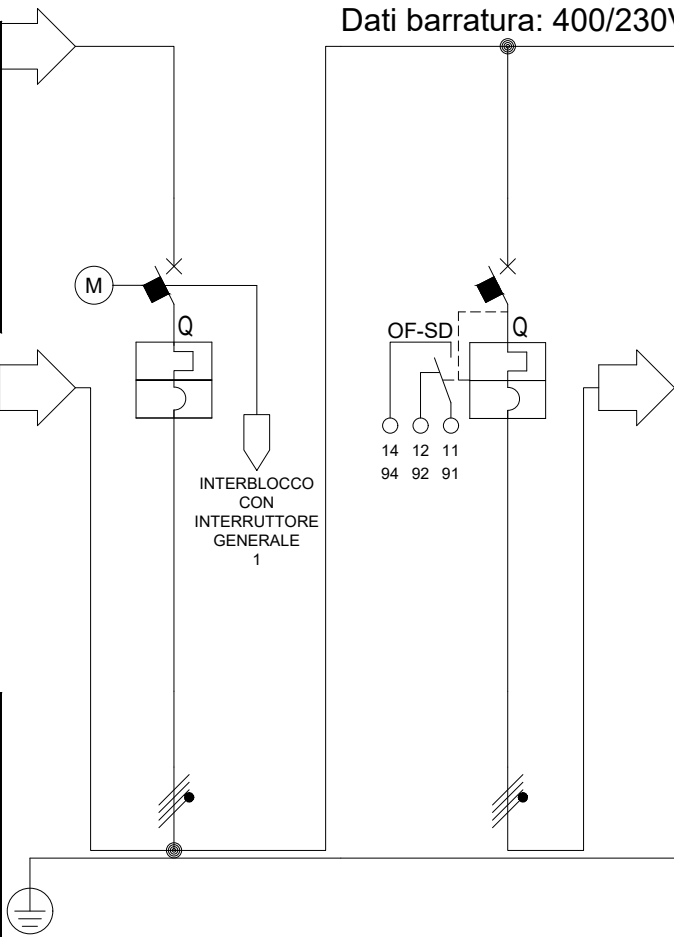 Dati barratura: 400/230V
M
Q
OF-SD
Q
14 12 11
94 92 91
INTERBLOCCO
CON
INTERRUTTORE
GENERALE
1